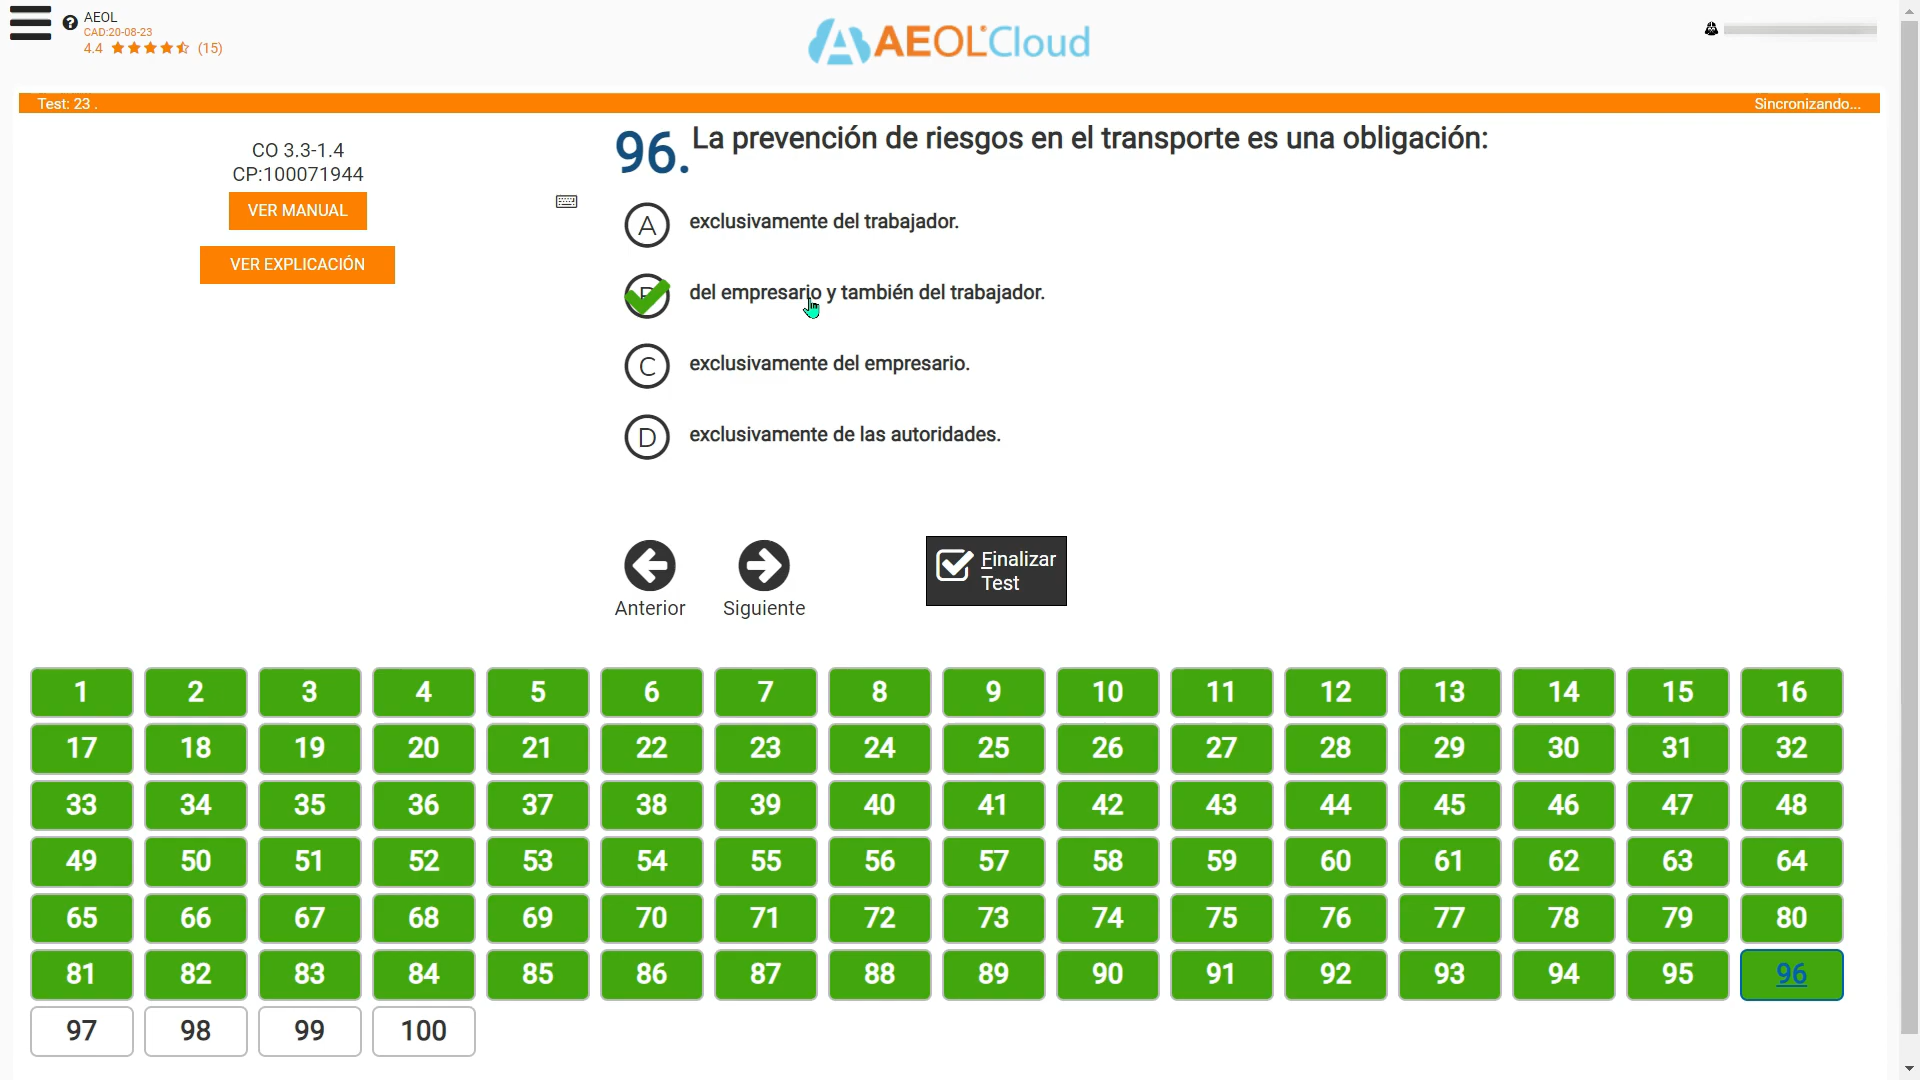 AEOL
CAD:20-08-23
4.4 (15)
AEOL Cloud
Test: 23 .
Sincronizando...
CO 3.3-1.4
CP:100071944
VER MANUAL
VER EXPLICACIÓN
96. La prevención de riesgos en el transporte es una obligación:
A exclusivamente del trabajador.
B del empresario y también del trabajador.
C exclusivamente del empresario.
D exclusivamente de las autoridades.
Anterior
Siguiente
Finalizar
Test
1 2 3 4 5 6 7 8 9 10 11 12 13 14 15 16
17 18 19 20 21 22 23 24 25 26 27 28 29 30 31 32
33 34 35 36 37 38 39 40 41 42 43 44 45 46 47 48
49 50 51 52 53 54 55 56 57 58 59 60 61 62 63 64
65 66 67 68 69 70 71 72 73 74 75 76 77 78 79 80
81 82 83 84 85 86 87 88 89 90 91 92 93 94 95 96
97 98 99 100